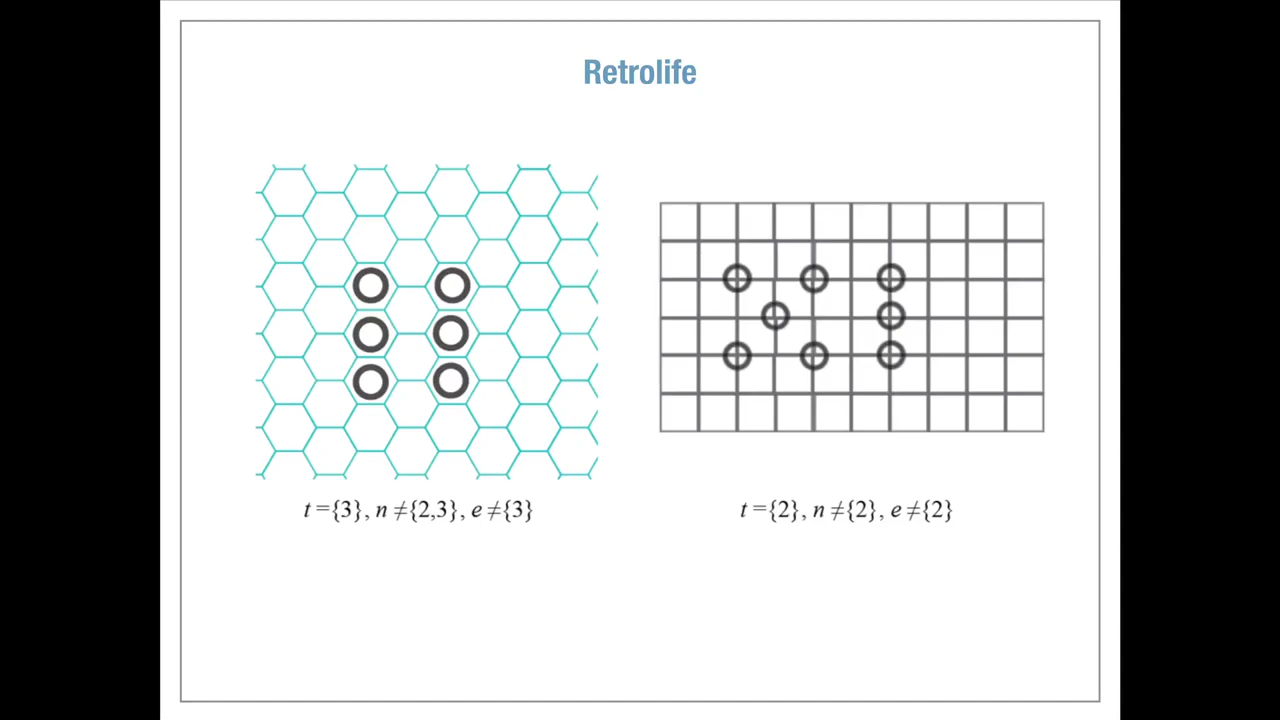 Retrolife
t ={3}, n ≠{2,3}, e ≠{3}
t ={2}, n ≠{2}, e ≠{2}